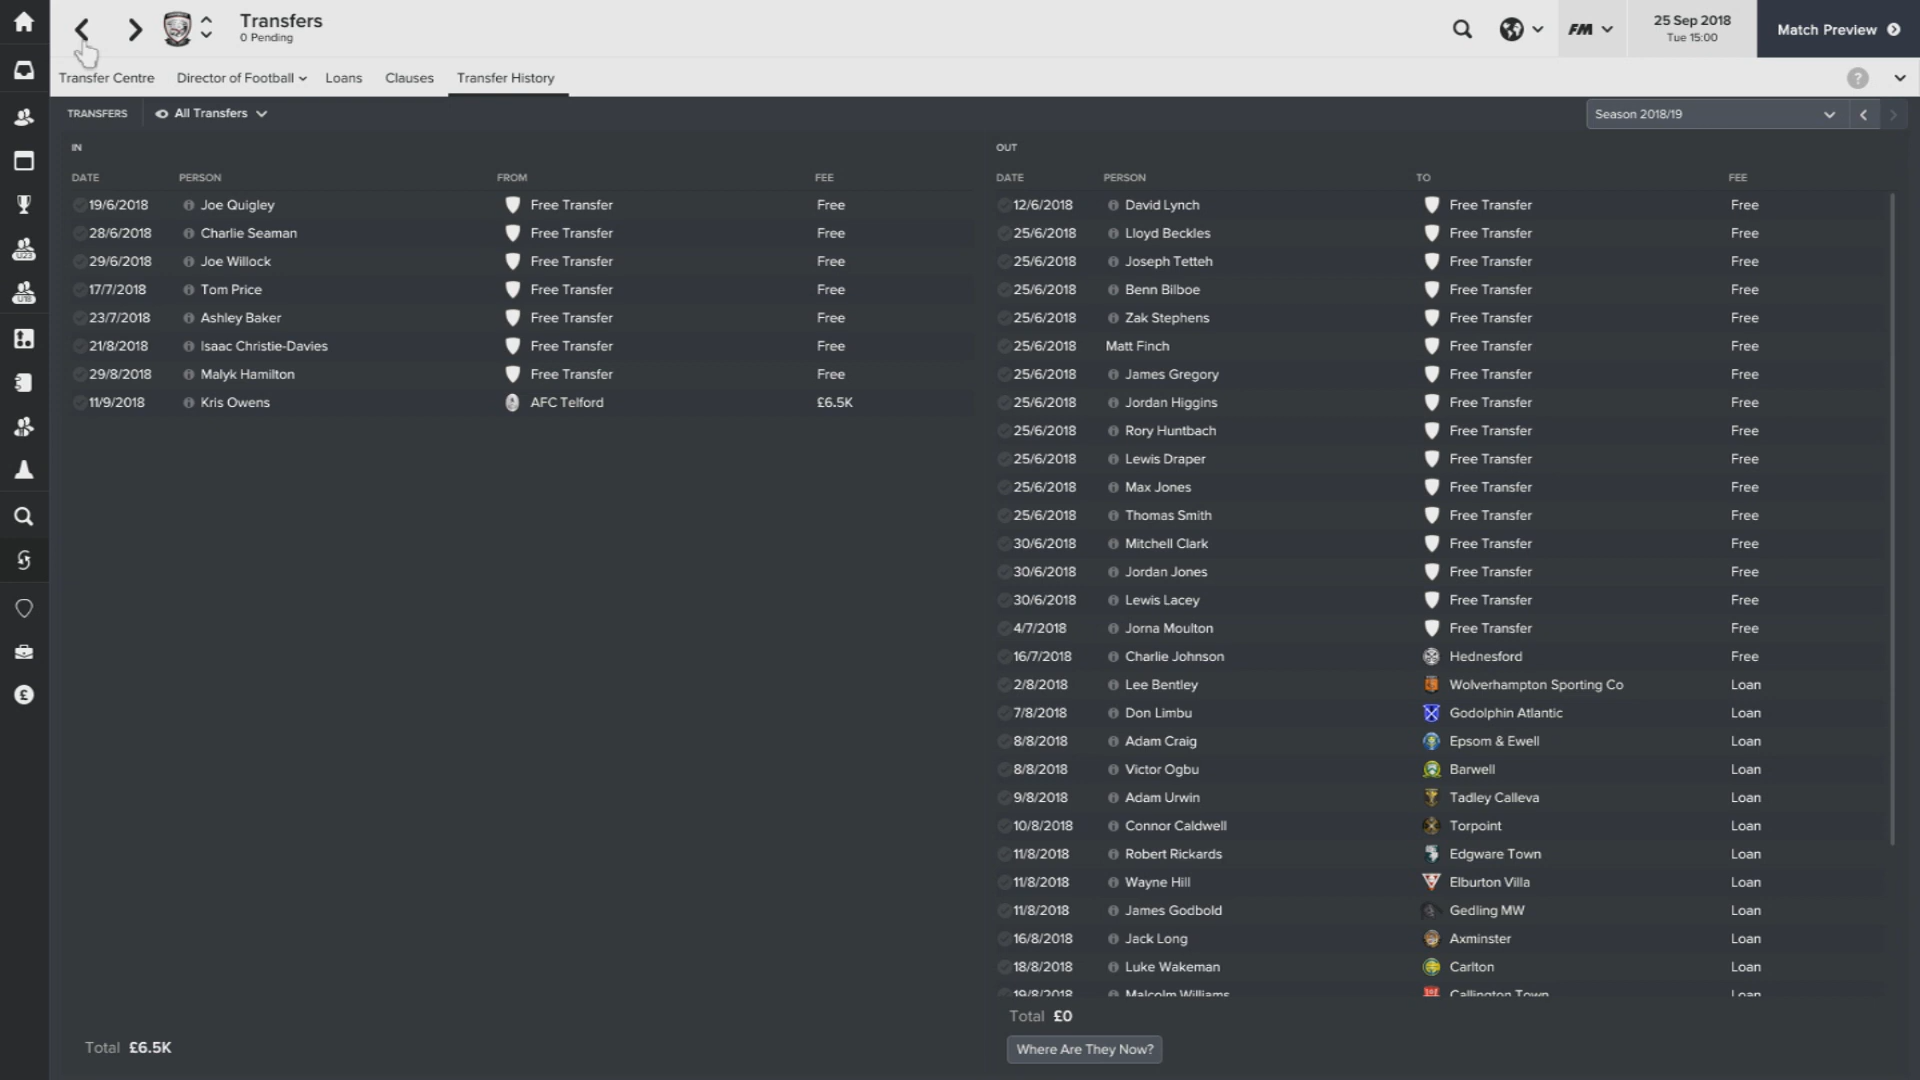 Transfers
0 Pending
FM
25 Sep 2018
Tue 15:00
Match Preview
Transfer Centre Director of Football Loans Clauses Transfer History ?
TRANSFERS All Transfers Season 2018/19
IN
DATE PERSON FROM FEE
19/6/2018 Joe Quigley Free Transfer Free
28/6/2018 Charlie Seaman Free Transfer Free
29/6/2018 Joe Willock Free Transfer Free
17/7/2018 Tom Price Free Transfer Free
23/7/2018 Ashley Baker Free Transfer Free
21/8/2018 Isaac Christie-Davies Free Transfer Free
29/8/2018 Malyk Hamilton Free Transfer Free
11/9/2018 Kris Owens AFC Telford £6.5K
Total £6.5K
OUT
DATE PERSON TO FEE
12/6/2018 David Lynch Free Transfer Free
25/6/2018 Lloyd Beckles Free Transfer Free
25/6/2018 Joseph Tetteh Free Transfer Free
25/6/2018 Benn Bilboe Free Transfer Free
25/6/2018 Zak Stephens Free Transfer Free
25/6/2018 Matt Finch Free Transfer Free
25/6/2018 James Gregory Free Transfer Free
25/6/2018 Jordan Higgins Free Transfer Free
25/6/2018 Rory Huntbach Free Transfer Free
25/6/2018 Lewis Draper Free Transfer Free
25/6/2018 Max Jones Free Transfer Free
25/6/2018 Thomas Smith Free Transfer Free
30/6/2018 Mitchell Clark Free Transfer Free
30/6/2018 Jordan Jones Free Transfer Free
30/6/2018 Lewis Lacey Free Transfer Free
4/7/2018 Jorna Moulton Free Transfer Free
16/7/2018 Charlie Johnson Hednesford Free
2/8/2018 Lee Bentley Wolverhampton Sporting Co Loan
7/8/2018 Don Limbu Godolphin Atlantic Loan
8/8/2018 Adam Craig Epsom & Ewell Loan
8/8/2018 Victor Ogbu Barwell Loan
9/8/2018 Adam Urwin Tadley Calleva Loan
10/8/2018 Connor Caldwell Torpoint Loan
11/8/2018 Robert Rickards Edgware Town Loan
11/8/2018 Wayne Hill Elburton Villa Loan
11/8/2018 James Godbold Gedling MW Loan
16/8/2018 Jack Long Axminster Loan
18/8/2018 Luke Wakeman Carlton Loan
19/8/2018 Malcolm Williams Callington Town Loan
Total £0
Where Are They Now?
U23
U18
£